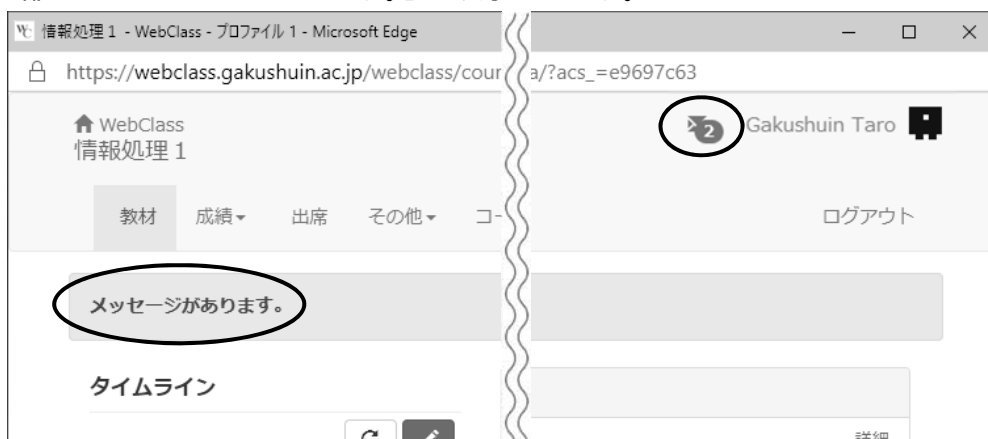 情報処理 1 - WebClass - プロファイル 1 - Microsoft Edge
https://webclass.gakushuin.ac.jp/webclass/cour a/?acs_=e9697c63
WebClass
情報処理 1
2 Gakushuin Taro
教材 成績 出席 その他 コー ログアウト
メッセージがあります。
タイムライン
詳細